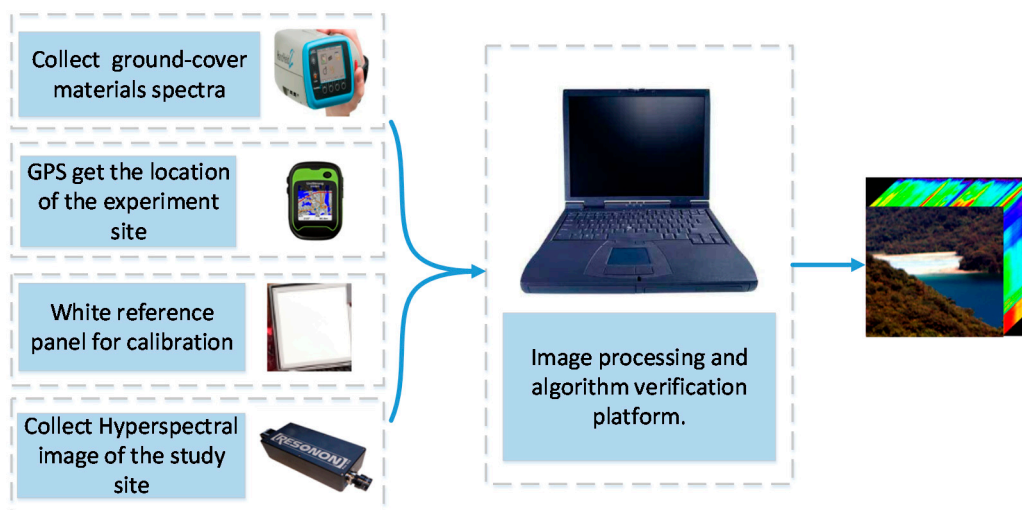 Collect ground-cover
materials spectra
GPS get the location
of the experiment
site
White reference
panel for calibration
Collect Hyperspectral
image of the study
site
RESONON
Image processing and
algorithm verification
platform.